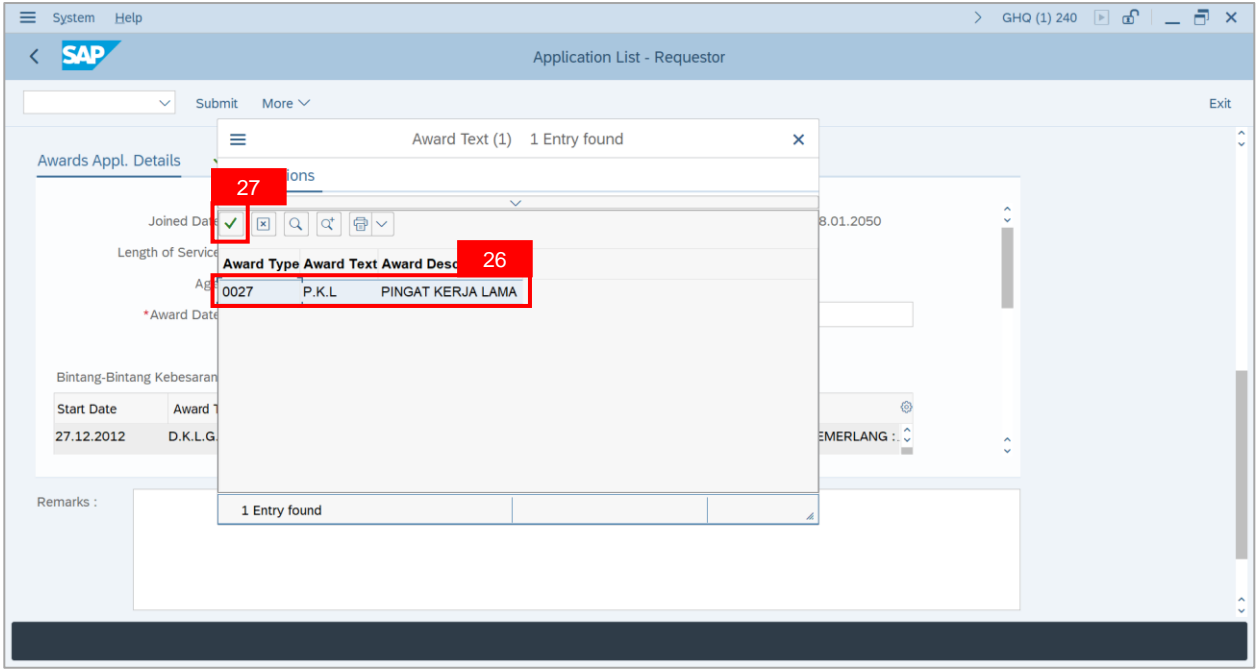 System Help GHQ (1) 240
SAP Application List - Requestor
Submit More Exit
Award Text (1) 1 Entry found
Awards Appl. Details
ions
27
Joined Date 8.01.2050
Length of Service
26
Award Type Award Text Award Desc
Ag
0027 P.K.L PINGAT KERJA LAMA
*Award Date
Bintang-Bintang Kebesaran
Start Date Award T
27.12.2012 D.K.L.G. EMERLANG :.
Remarks :
1 Entry found